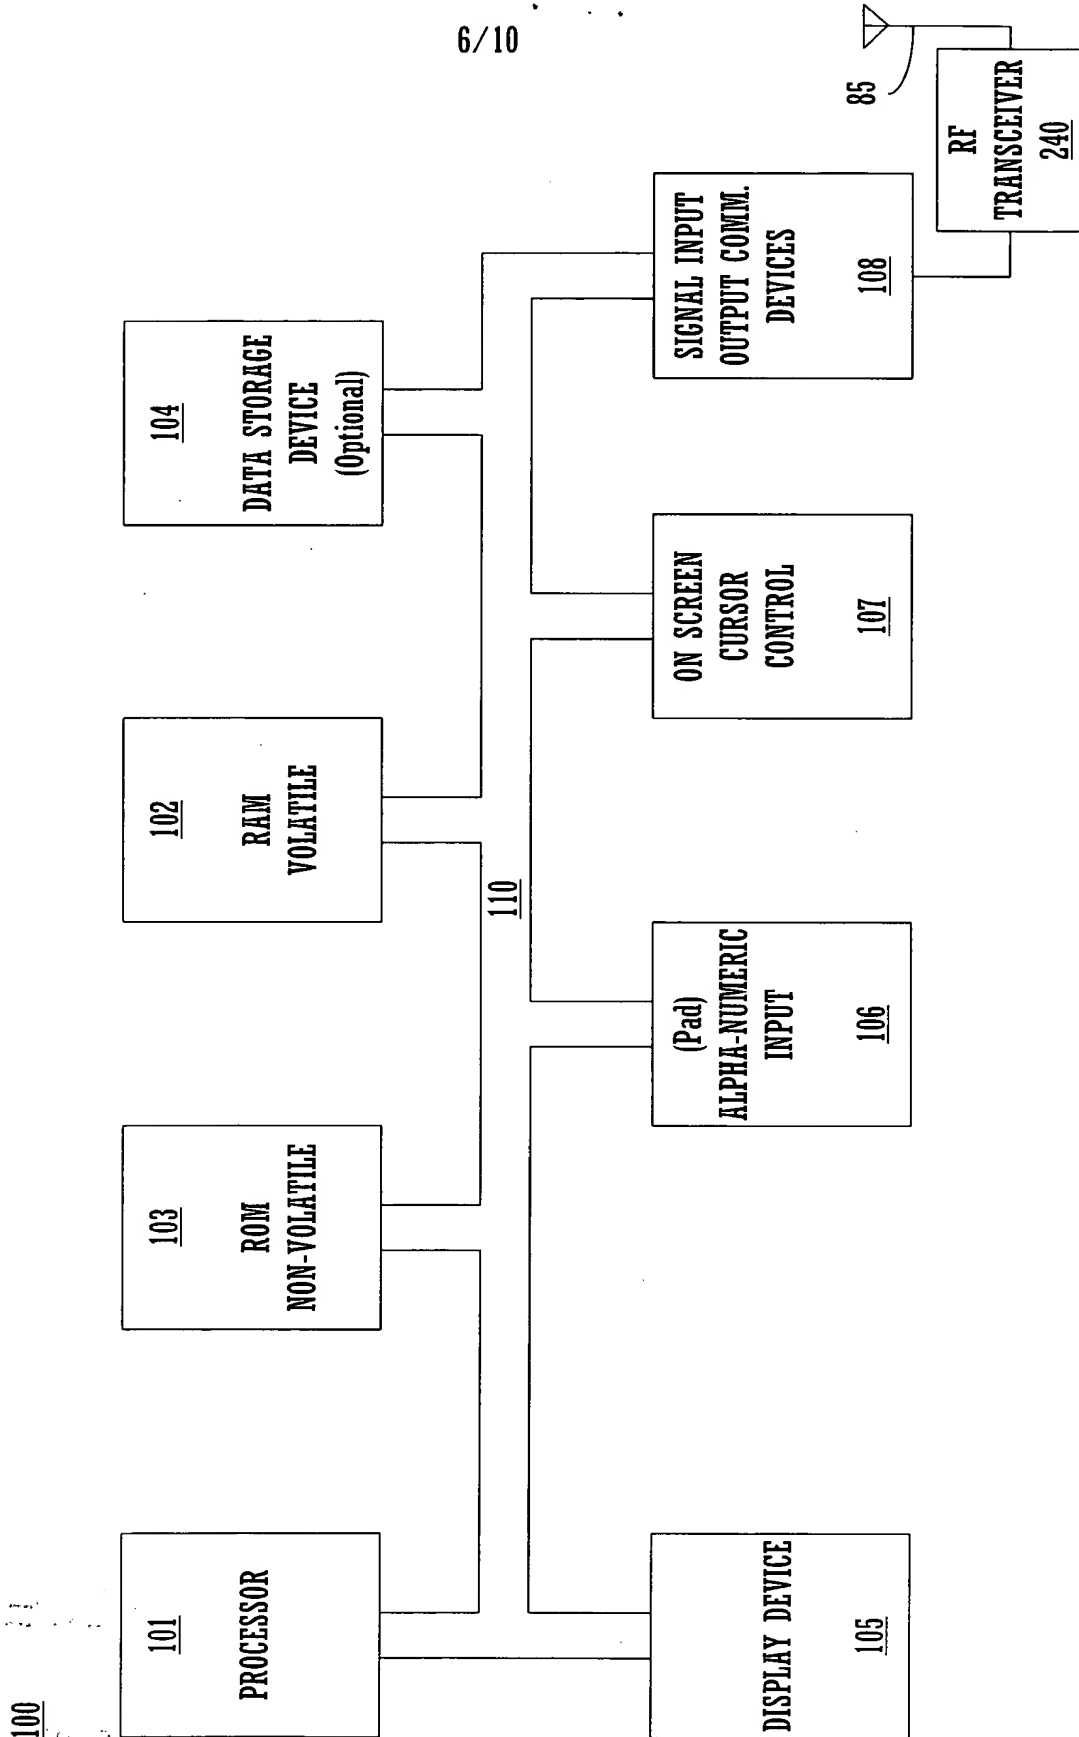 6/10
100
101
PROCESSOR
103
ROM
NON-VOLATILE
102
RAM
VOLATILE
104
DATA STORAGE
DEVICE
(Optional)
110
DISPLAY DEVICE
105
(Pad)
ALPHA-NUMERIC
INPUT
106
ON SCREEN
CURSOR
CONTROL
107
SIGNAL INPUT
OUTPUT COMM.
DEVICES
108
85
RF
TRANSCEIVER
240